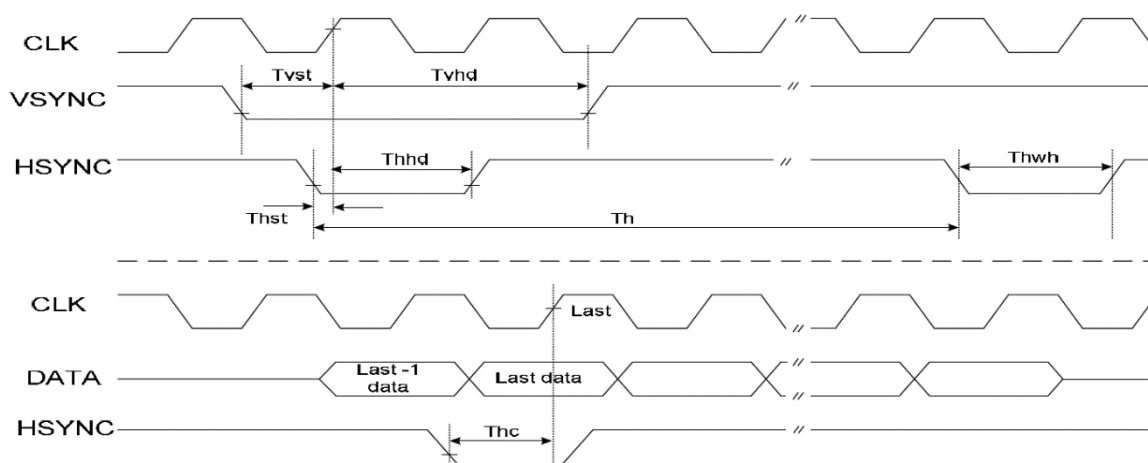 CLK
Tvst
Tvhd
VSYNC
HSYNC
Thhd
Thwh
Thst
Th
CLK
Last
DATA
Last -1
data
Last data
HSYNC
Thc